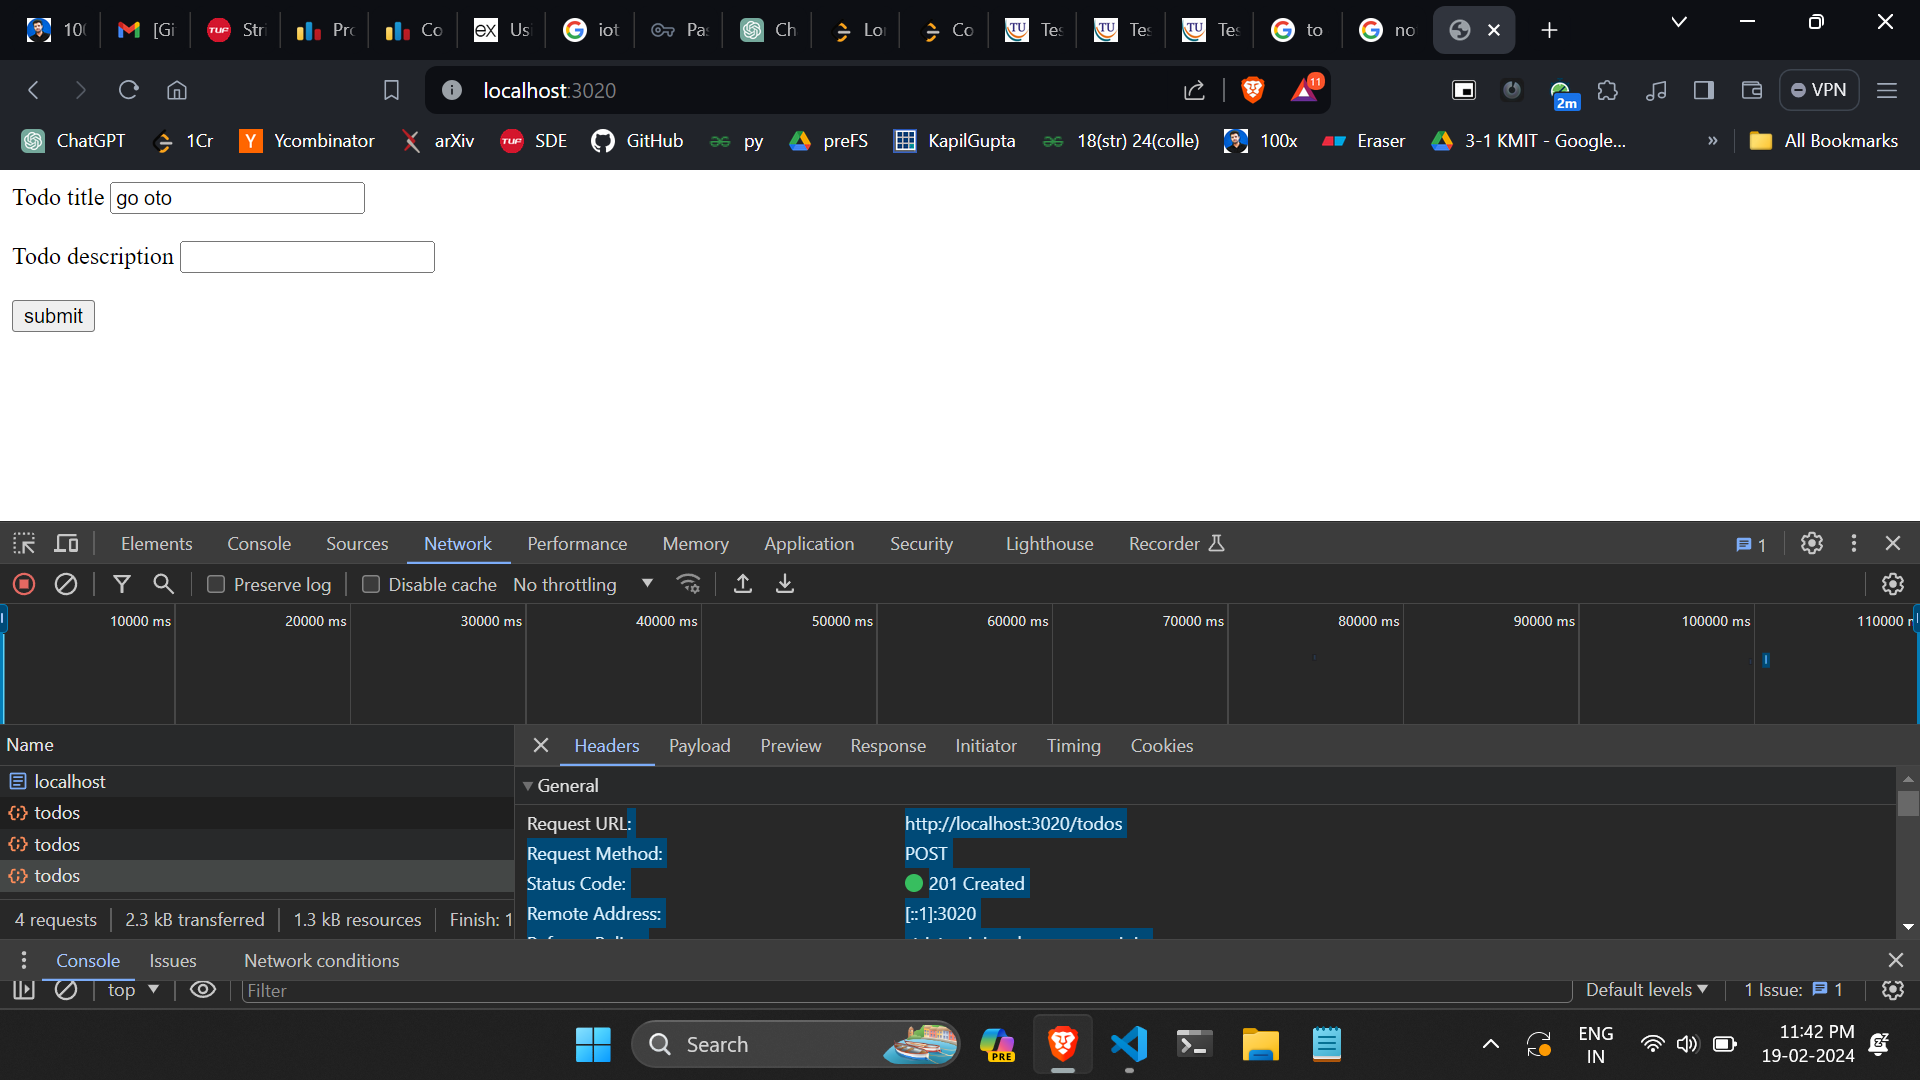 100
[Gi
Stri
Pro
Co
Usi
iot
Pas
Ch
Lor
Co
Tes
Tes
Tes
to
no
localhost:3020
11
2m
VPN
ChatGPT
1Cr
Ycombinator
arXiv
SDE
GitHub
py
preFS
KapilGupta
18(str) 24(colle)
100x
Eraser
3-1 KMIT - Google...
»
All Bookmarks
Todo title go oto
Todo description
submit
Elements Console Sources Network Performance Memory Application Security Lighthouse Recorder
1
Preserve log Disable cache No throttling
10000 ms 20000 ms 30000 ms 40000 ms 50000 ms 60000 ms 70000 ms 80000 ms 90000 ms 100000 ms 110000
Name
Headers Payload Preview Response Initiator Timing Cookies
localhost
General
todos
Request URL: http://localhost:3020/todos
todos
Request Method: POST
todos
Status Code: 201 Created
4 requests 2.3 kB transferred 1.3 kB resources Finish: 1
Remote Address: [::1]:3020
Console Issues Network conditions
top Filter Default levels 1 Issue: 1
Search
PRE
ENG
IN
11:42 PM
19-02-2024